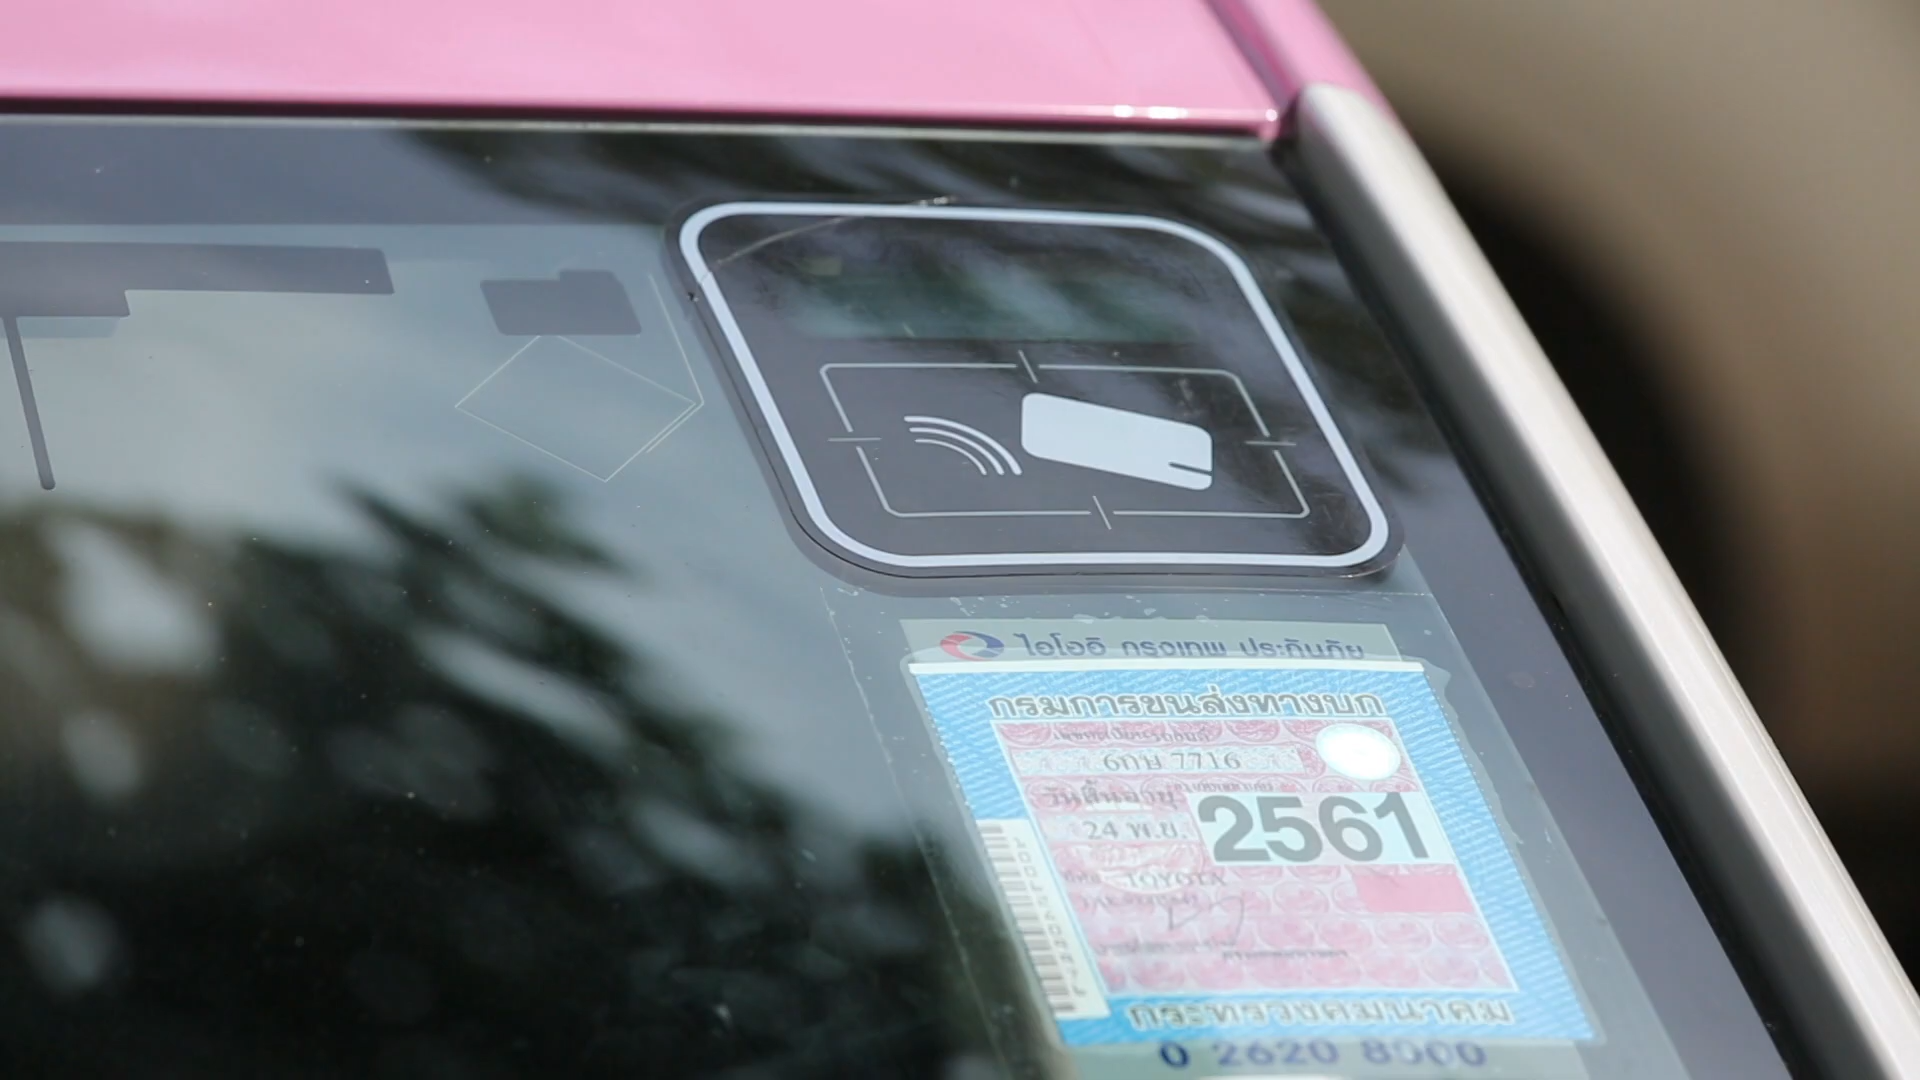 ไอโออิ กรุงเทพ ประกันภัย
กรมการขนส่งทางบก
6กษ 7716
วันสิ้นอายุ
24 พ.ย. 2561
TOYOTA
กระทรวงคมนาคม
0 2620 8000